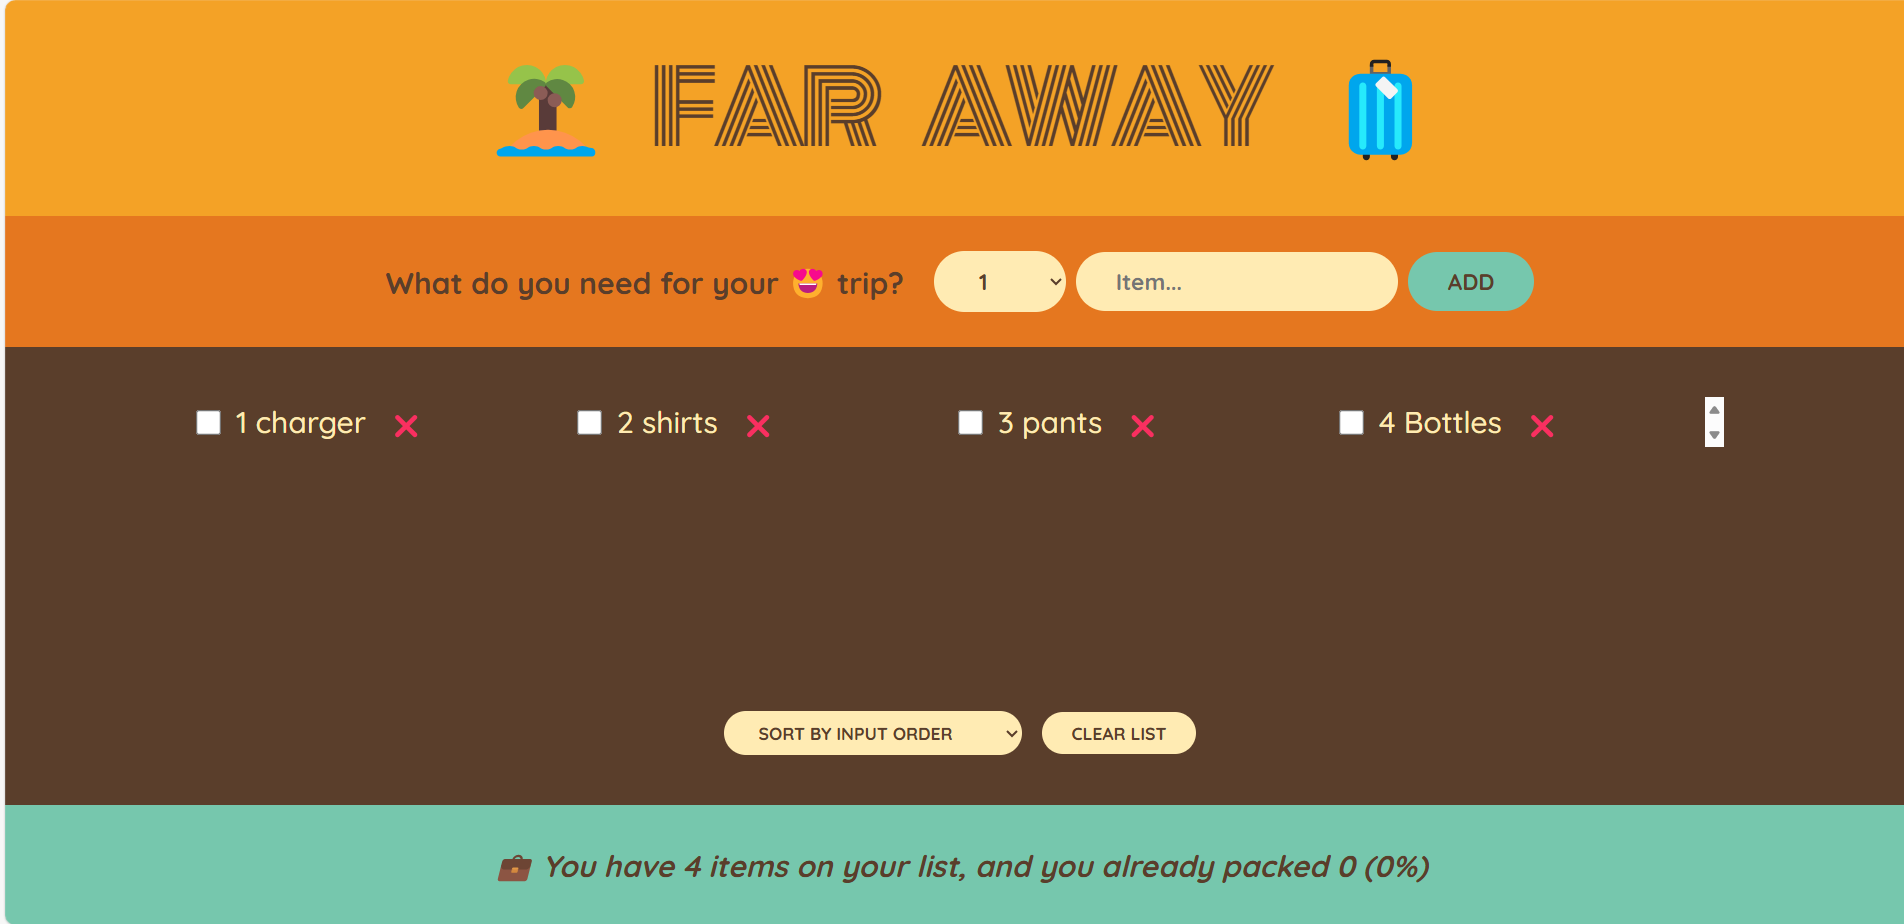 FAR AWAY
What do you need for your 😍 trip? 1 Item... ADD
1 charger ❌ 2 shirts ❌ 3 pants ❌ 4 Bottles ❌
SORT BY INPUT ORDER CLEAR LIST
You have 4 items on your list, and you already packed 0 (0%)